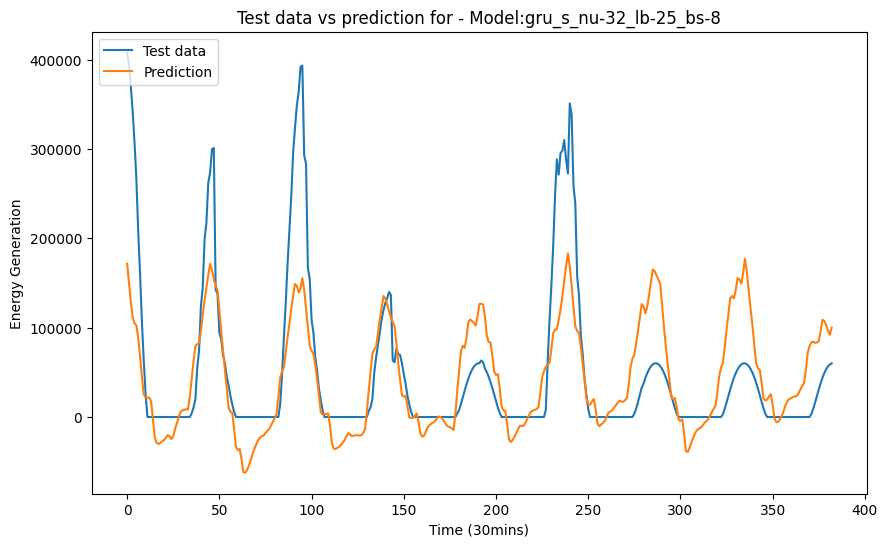 Test data vs prediction for - Model:gru_s_nu-32_lb-25_bs-8
Test data
Prediction
Energy Generation
400000
300000
200000
100000
0
0 50 100 150 200 250 300 350 400
Time (30mins)